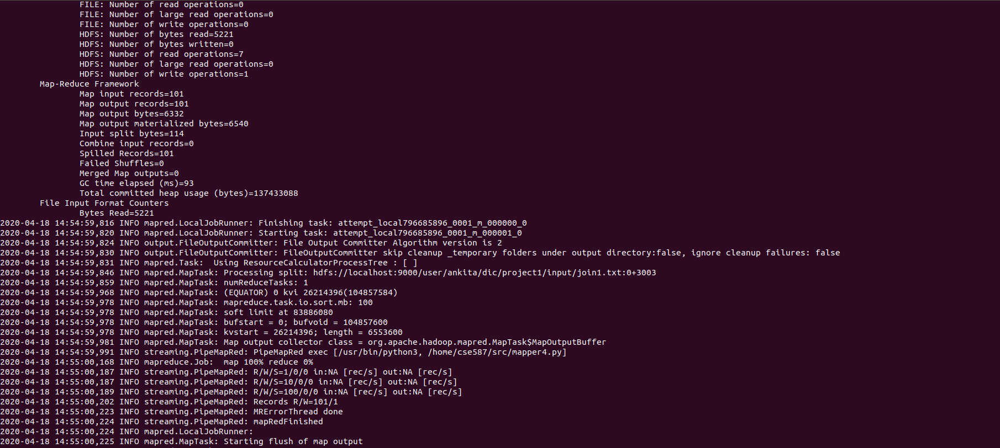 FILE: Number of read operations=0
FILE: Number of large read operations=0
FILE: Number of write operations=0
HDFS: Number of bytes read=5221
HDFS: Number of bytes written=0
HDFS: Number of read operations=7
HDFS: Number of large read operations=0
HDFS: Number of write operations=1
Map-Reduce Framework
Map input records=101
Map output records=101
Map output bytes=6332
Map output materialized bytes=6540
Input split bytes=114
Combine input records=0
Spilled Records=101
Failed Shuffles=0
Merged Map outputs=0
GC time elapsed (ms)=93
Total committed heap usage (bytes)=137433088
File Input Format Counters
Bytes Read=5221
2020-04-18 14:54:59,816 INFO mapred.LocalJobRunner: Finishing task: attempt_local796685896_0001_m_000000_0
2020-04-18 14:54:59,820 INFO mapred.LocalJobRunner: Starting task: attempt_local796685896_0001_m_000001_0
2020-04-18 14:54:59,824 INFO output.FileOutputCommitter: File Output Committer Algorithm version is 2
2020-04-18 14:54:59,830 INFO output.FileOutputCommitter: FileOutputCommitter skip cleanup _temporary folders under output directory:false, ignore cleanup failures: false
2020-04-18 14:54:59,831 INFO mapred.Task:  Using ResourceCalculatorProcessTree : [ ]
2020-04-18 14:54:59,846 INFO mapred.MapTask: Processing split: hdfs://localhost:9000/user/ankita/dic/project1/input/join1.txt:0+3003
2020-04-18 14:54:59,859 INFO mapred.MapTask: numReduceTasks: 1
2020-04-18 14:54:59,968 INFO mapred.MapTask: (EQUATOR) 0 kvi 26214396(104857584)
2020-04-18 14:54:59,978 INFO mapred.MapTask: mapreduce.task.io.sort.mb: 100
2020-04-18 14:54:59,978 INFO mapred.MapTask: soft limit at 83886080
2020-04-18 14:54:59,978 INFO mapred.MapTask: bufstart = 0; bufvoid = 104857600
2020-04-18 14:54:59,978 INFO mapred.MapTask: kvstart = 26214396; length = 6553600
2020-04-18 14:54:59,981 INFO mapred.MapTask: Map output collector class = org.apache.hadoop.mapred.MapTask$MapOutputBuffer
2020-04-18 14:54:59,991 INFO streaming.PipeMapRed: PipeMapRed exec [/usr/bin/python3, /home/cse587/src/mapper4.py]
2020-04-18 14:55:00,168 INFO mapreduce.Job:  map 100% reduce 0%
2020-04-18 14:55:00,187 INFO streaming.PipeMapRed: R/W/S=1/0/0 in:NA [rec/s] out:NA [rec/s]
2020-04-18 14:55:00,187 INFO streaming.PipeMapRed: R/W/S=10/0/0 in:NA [rec/s] out:NA [rec/s]
2020-04-18 14:55:00,189 INFO streaming.PipeMapRed: R/W/S=100/0/0 in:NA [rec/s] out:NA [rec/s]
2020-04-18 14:55:00,202 INFO streaming.PipeMapRed: Records R/W=101/1
2020-04-18 14:55:00,223 INFO streaming.PipeMapRed: MRErrorThread done
2020-04-18 14:55:00,224 INFO streaming.PipeMapRed: mapRedFinished
2020-04-18 14:55:00,224 INFO mapred.LocalJobRunner:
2020-04-18 14:55:00,225 INFO mapred.MapTask: Starting flush of map output